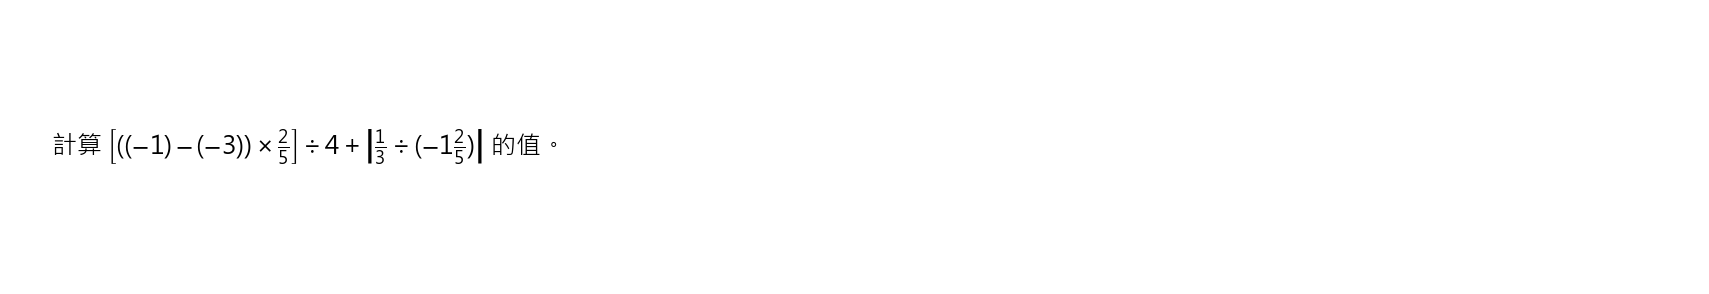 計算 [((−1) − (−3)) × 2/5] ÷ 4 + |1/3 ÷ (−1 2/5)| 的值。